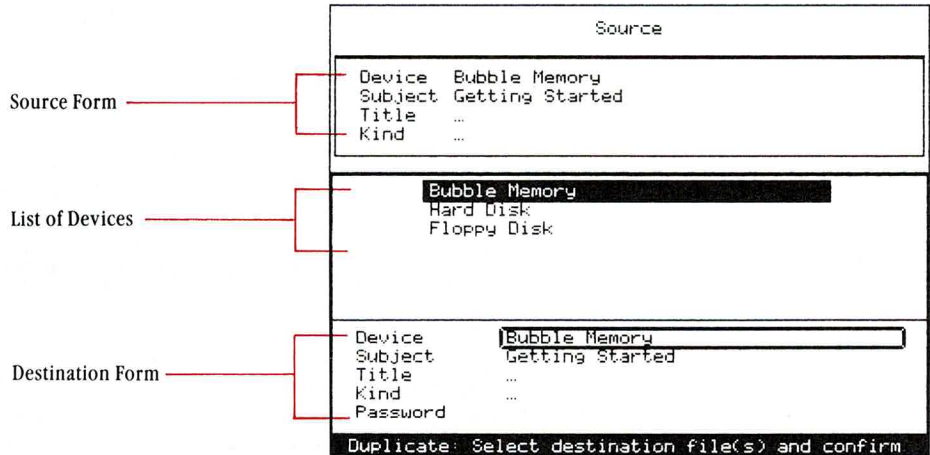 Source
Source Form
Device Bubble Memory
Subject Getting Started
Title ...
Kind ...
List of Devices
Bubble Memory
Hard Disk
Floppy Disk
Destination Form
Device Bubble Memory
Subject Getting Started
Title ...
Kind ...
Password
Duplicate: Select destination file(s) and confirm